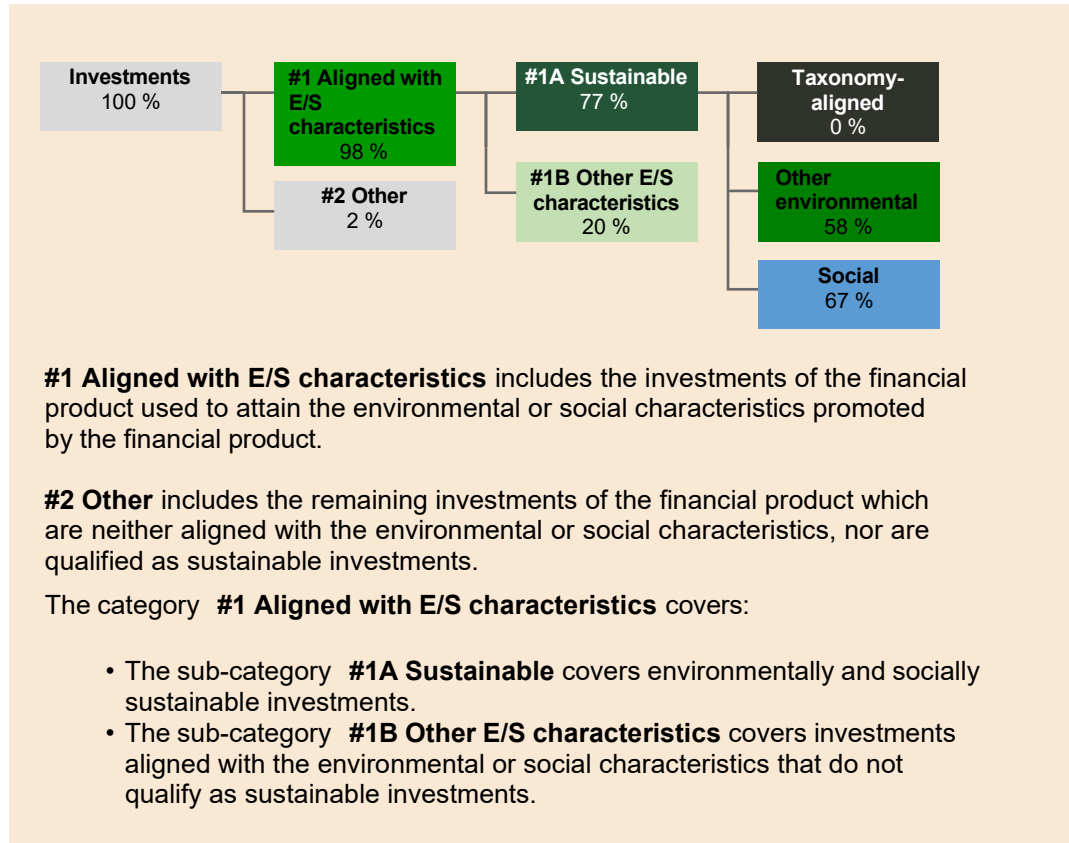 Investments
100 %
#1 Aligned with
E/S
characteristics
98 %
#2 Other
2 %
#1A Sustainable
77 %
#1B Other E/S
characteristics
20 %
Taxonomy-
aligned
0 %
Other
environmental
58 %
Social
67 %
#1 Aligned with E/S characteristics includes the investments of the financial
product used to attain the environmental or social characteristics promoted
by the financial product.
#2 Other includes the remaining investments of the financial product which
are neither aligned with the environmental or social characteristics, nor are
qualified as sustainable investments.
The category #1 Aligned with E/S characteristics covers:
• The sub-category #1A Sustainable covers environmentally and socially
sustainable investments.
• The sub-category #1B Other E/S characteristics covers investments
aligned with the environmental or social characteristics that do not
qualify as sustainable investments.